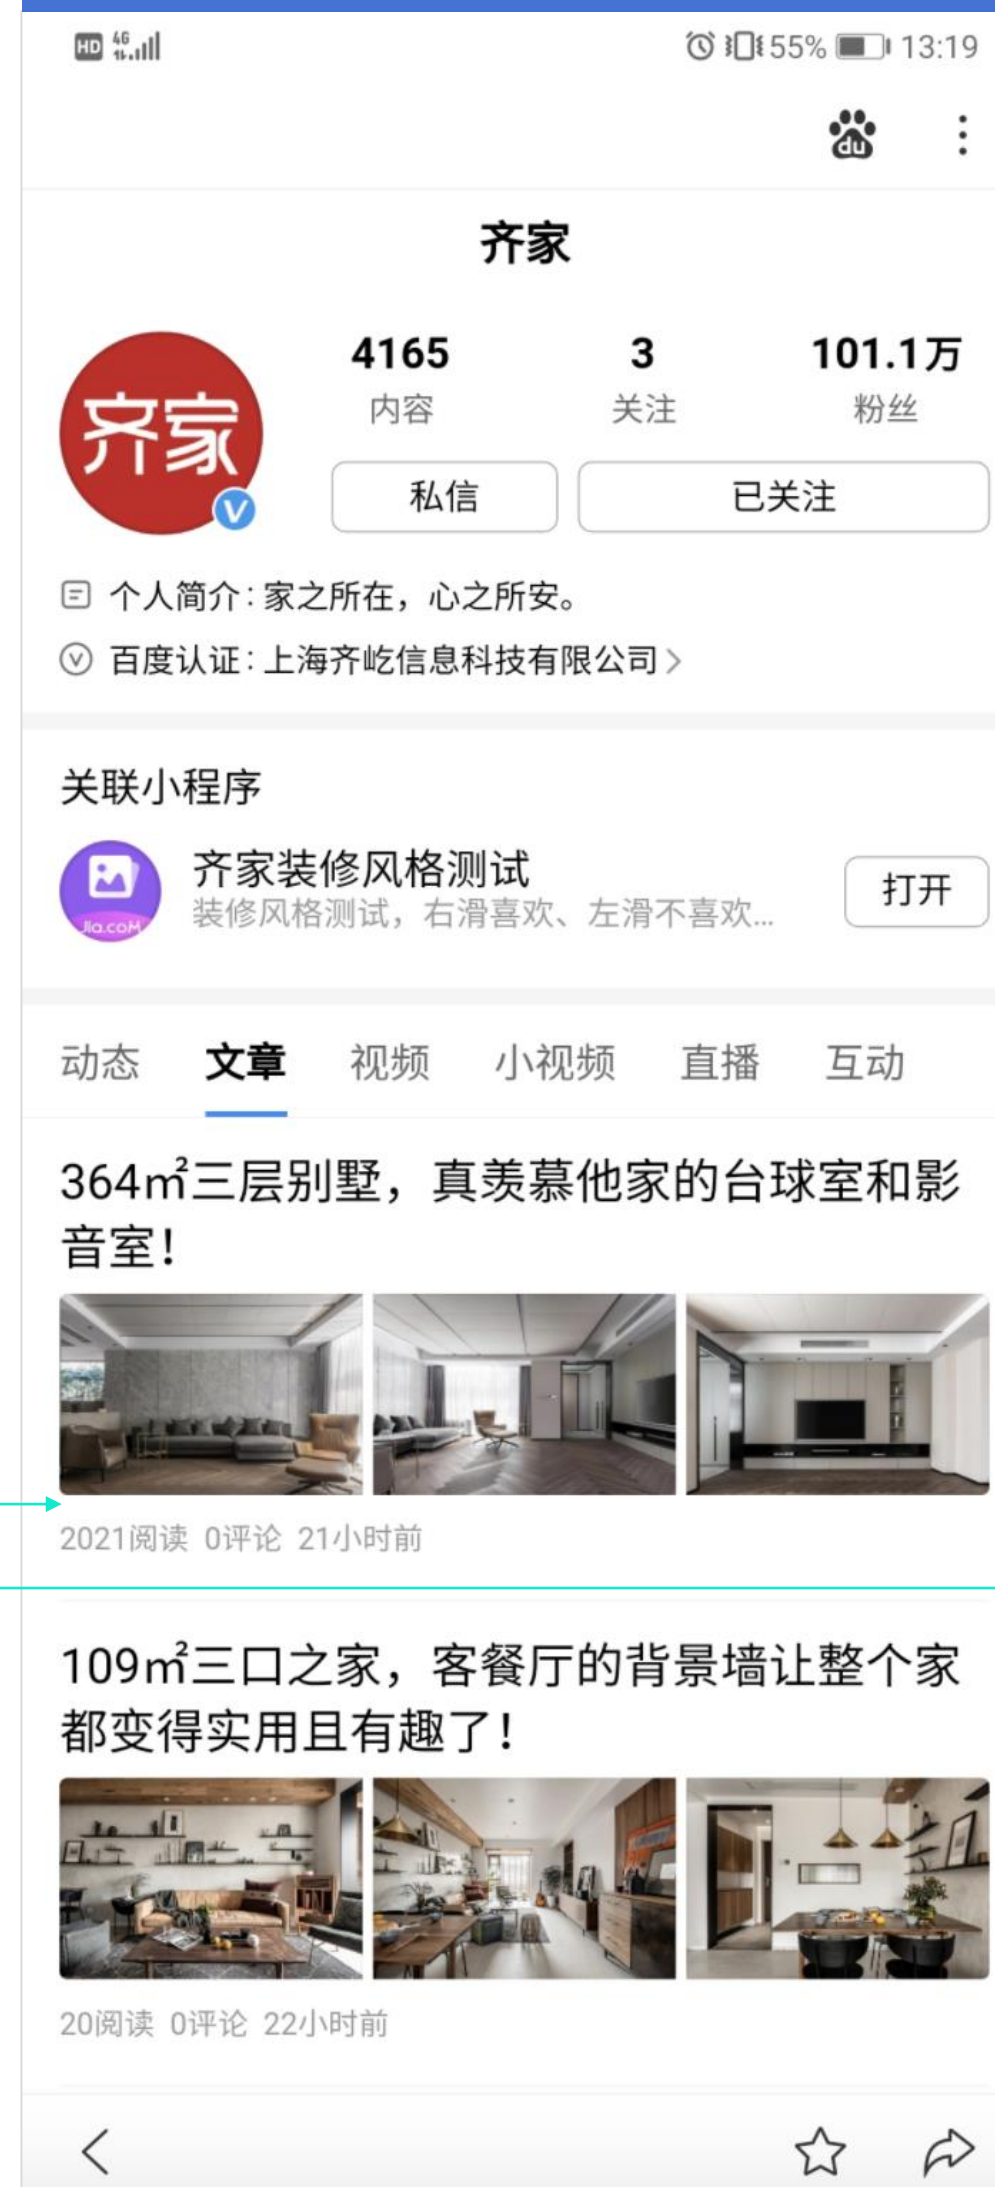 HD 4G 55% 13:19
du
齐家
4165 3 101.1万
内容 关注 粉丝
齐家
私信 已关注
个人简介：家之所在，心之所安。
百度认证：上海齐屹信息科技有限公司
关联小程序
齐家装修风格测试
装修风格测试，右滑喜欢、左滑不喜欢...
Jia.coM
打开
动态 文章 视频 小视频 直播 互动
364㎡三层别墅，真羡慕他家的台球室和影
音室！
2021阅读 0评论 21小时前
109㎡三口之家，客餐厅的背景墙让整个家
都变得实用且有趣了！
20阅读 0评论 22小时前